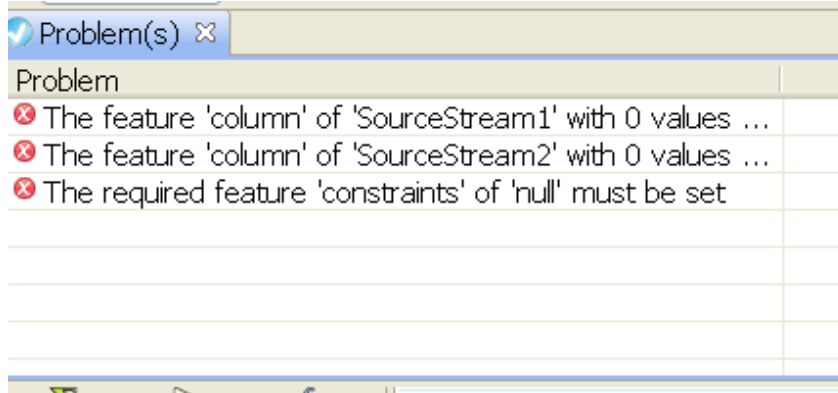 Problem(s)
Problem
The feature 'column' of 'SourceStream1' with 0 values ...
The feature 'column' of 'SourceStream2' with 0 values ...
The required feature 'constraints' of 'null' must be set